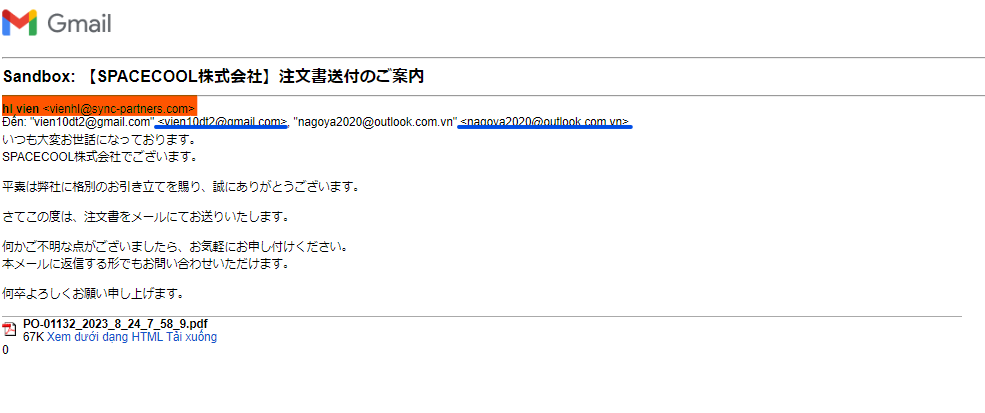 Gmail
Sandbox: 【SPACECOOL株式会社】注文書送付のご案内
hl vien <vienhl@sync-partners.com>
Đến: "vien10dt2@gmail.com" <vien10dt2@gmail.com>, "nagoya2020@outlook.com.vn" <nagoya2020@outlook.com.vn>
いつも大変お世話になっております。
SPACECOOL株式会社でございます。
平素は弊社に格別のお引き立てを賜り、誠にありがとうございます。
さてこの度は、注文書をメールにてお送りいたします。
何かご不明な点がございましたら、お気軽にお申し付けください。
本メールに返信する形でもお問い合わせいただけます。
何卒よろしくお願い申し上げます。
PO-01132_2023_8_24_7_58_9.pdf
67K Xem dưới dạng HTML Tải xuống
0